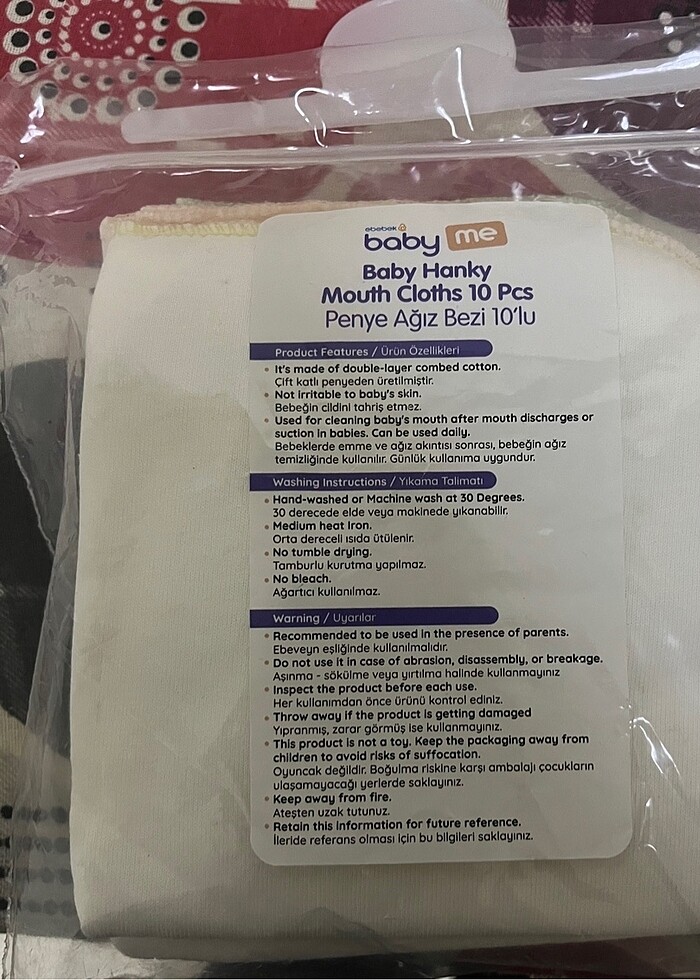 ebebek
baby me
Baby Hanky
Mouth Cloths 10 Pcs
Penye Ağız Bezi 10'lu
Product Features / Ürün Özellikleri
• It's made of double-layer combed cotton.
Çift katlı penyeden üretilmiştir.
• Not irritable to baby's skin.
Bebeğin cildini tahriş etmez.
• Used for cleaning baby's mouth after mouth discharges or
suction in babies. Can be used daily.
Bebeklerde emme ve ağız akıntısı sonrası, bebeğin ağız
temizliğinde kullanılır. Günlük kullanıma uygundur.
Washing Instructions / Yıkama Talimatı
• Hand-washed or Machine wash at 30 Degrees.
30 derecede elde veya makinede yıkanabilir.
• Medium heat Iron.
Orta dereceli ısıda ütülenir.
• No tumble drying.
Tamburlu kurutma yapılmaz.
• No bleach.
Ağartıcı kullanılmaz.
Warning / Uyarılar
• Recommended to be used in the presence of parents.
Ebeveyn eşliğinde kullanılmalıdır.
• Do not use it in case of abrasion, disassembly, or breakage.
Aşınma - sökülme veya yırtılma halinde kullanmayınız
• Inspect the product before each use.
Her kullanımdan önce ürünü kontrol ediniz.
• Throw away if the product is getting damaged
Yıpranmış, zarar görmüş ise kullanmayınız.
• This product is not a toy. Keep the packaging away from
children to avoid risks of suffocation.
Oyuncak değildir. Boğulma riskine karşı ambalajı çocukların
ulaşamayacağı yerlerde saklayınız.
• Keep away from fire.
Ateşten uzak tutunuz.
• Retain this information for future reference.
İleride referans olması için bu bilgileri saklayınız.